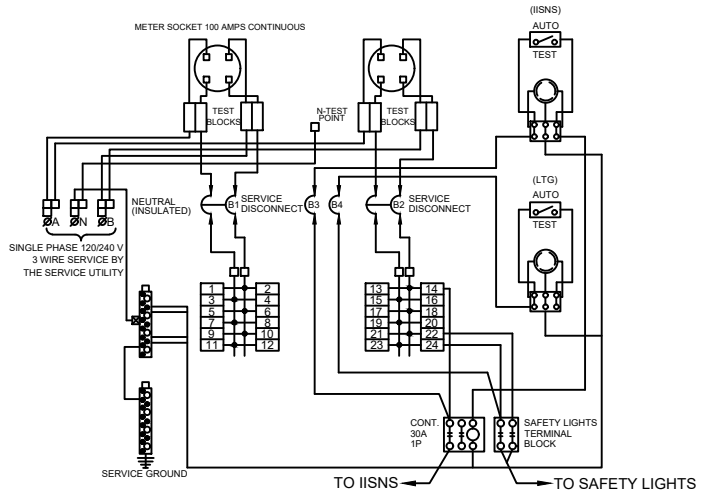 METER SOCKET 100 AMPS CONTINUOUS
(IISNS)
AUTO
TEST
TEST
BLOCKS
N-TEST
POINT
TEST
BLOCKS
(LTG)
AUTO
TEST
NEUTRAL
(INSULATED)
B1
SERVICE
DISCONNECT
B3
B4
B2
SERVICE
DISCONNECT
ØA
ØN
ØB
SINGLE PHASE 120/240 V
3 WIRE SERVICE BY
THE SERVICE UTILITY
1 2
3 4
5 6
7 8
9 10
11 12
13 14
15 16
17 18
19 20
21 22
23 24
CONT.
30A
1P
SAFETY LIGHTS
TERMINAL
BLOCK
SERVICE GROUND
TO IISNS
TO SAFETY LIGHTS